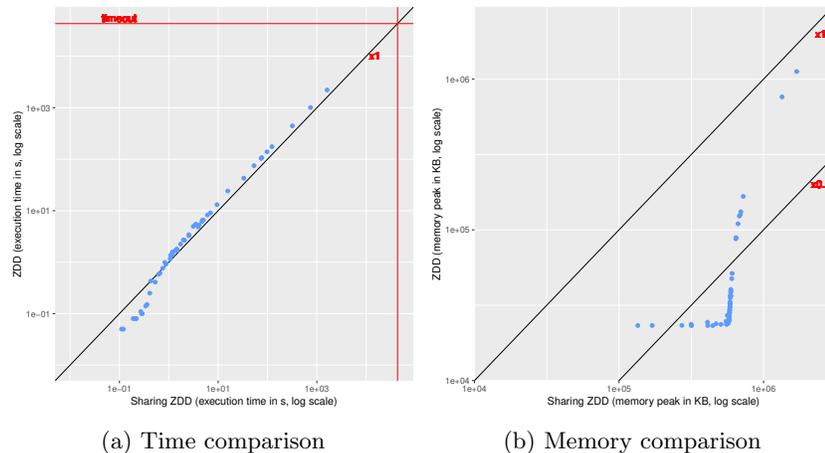 timeout
x1
1e+03
1e+01
1e−01
ZDD (execution time in s, log scale)
1e−01
1e+01
1e+03
Sharing ZDD (execution time in s, log scale)
(a) Time comparison
1e+06
1e+05
1e+04
ZDD (memory peak in KB, log scale)
1e+04
1e+05
1e+06
Sharing ZDD (memory peak in KB, log scale)
x1
x0.
(b) Memory comparison